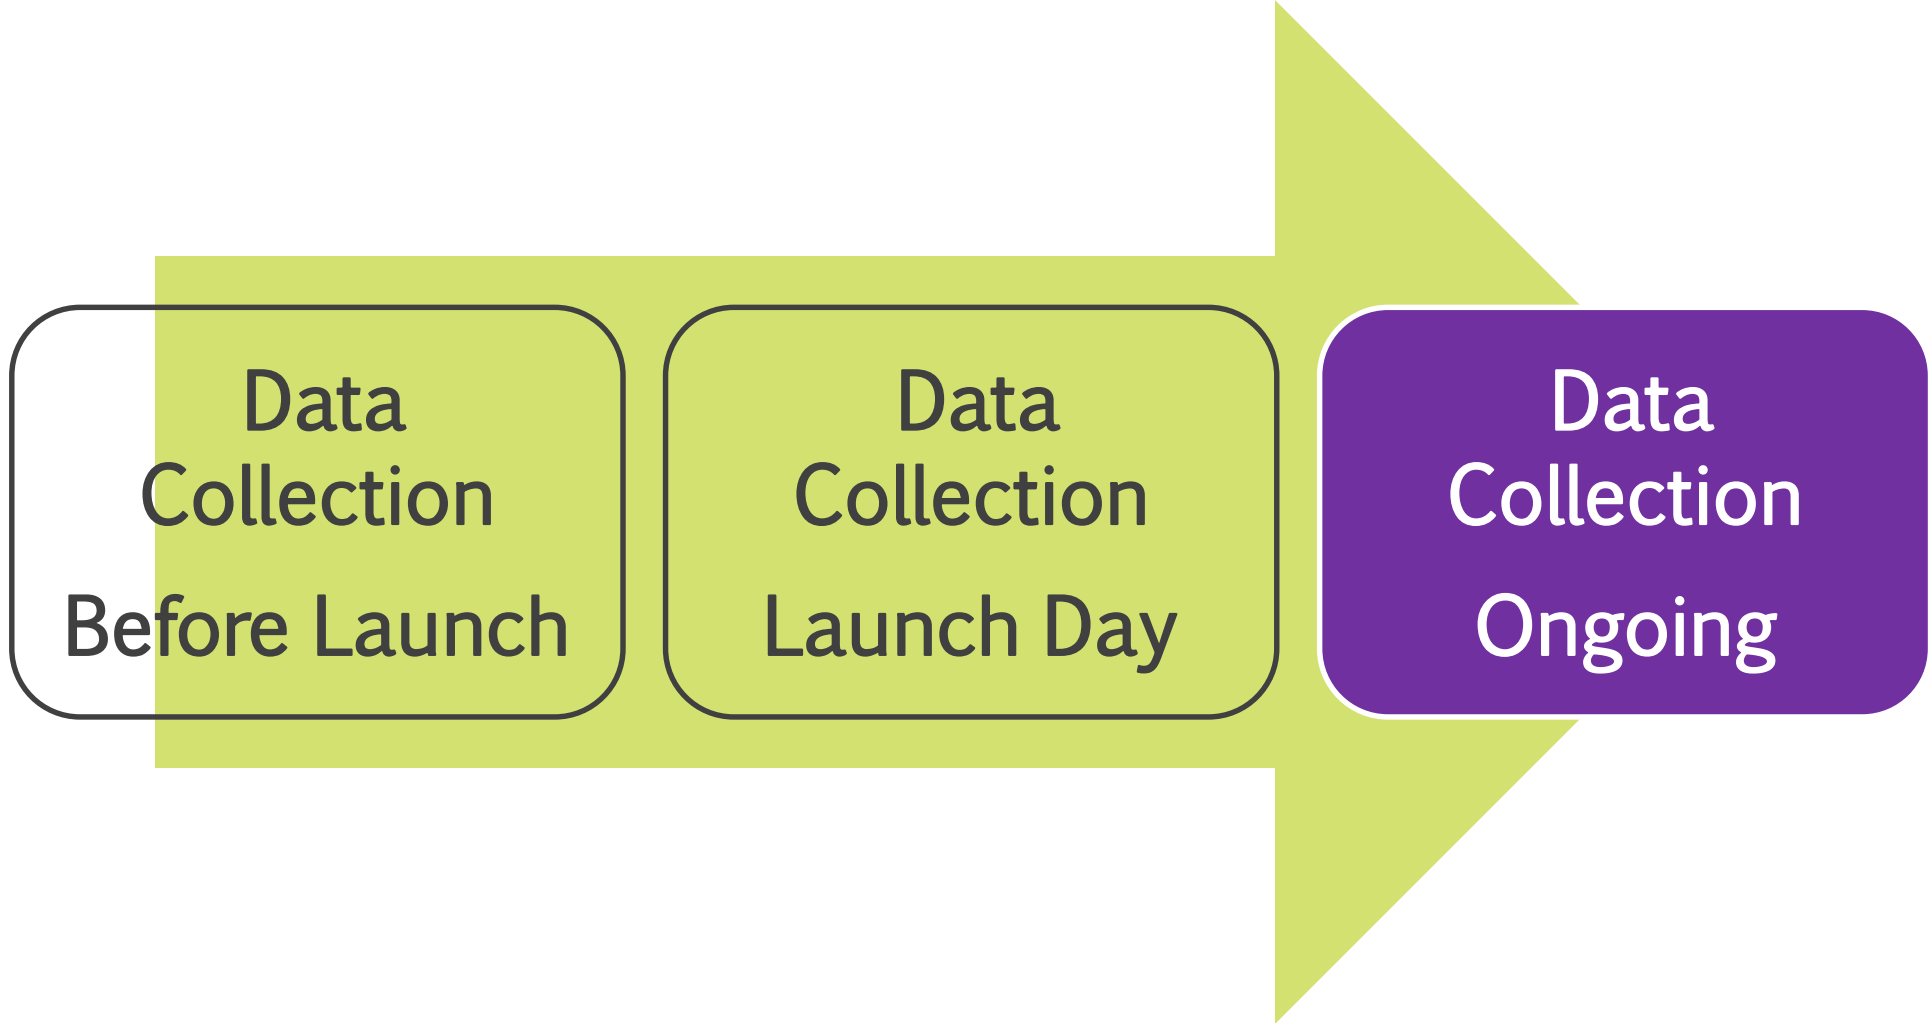 Data
Collection
Before Launch
Data
Collection
Launch Day
Data
Collection
Ongoing